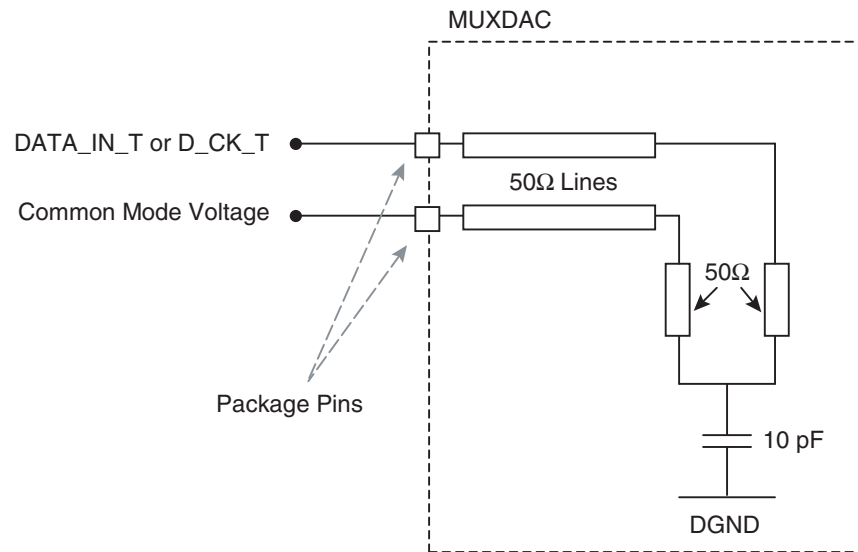 MUXDAC
DATA_IN_T or D_CK_T
50Ω Lines
Common Mode Voltage
50Ω
Package Pins
10 pF
DGND